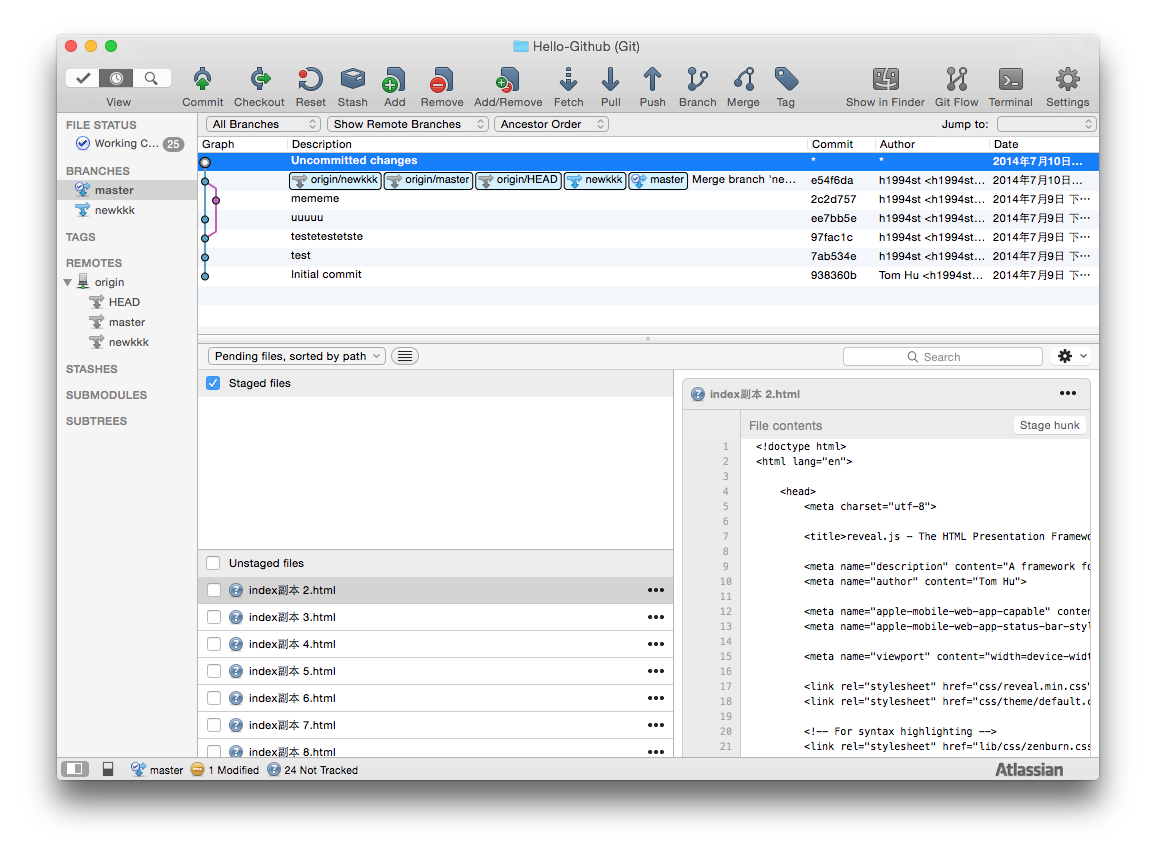 Hello-Github (Git)
View Commit Checkout Reset Stash Add Remove Add/Remove Fetch Pull Push Branch Merge Tag Show in Finder Git Flow Terminal Settings
FILE STATUS
Working C... 25
BRANCHES
master
newkkk
TAGS
REMOTES
origin
HEAD
master
newkkk
STASHES
SUBMODULES
SUBTREES
All Branches Show Remote Branches Ancestor Order Jump to:
Graph Description Commit Author Date
Uncommitted changes * * 2014年7月10日...
origin/newkkk origin/master origin/HEAD newkkk master Merge branch 'ne... e54f6da h1994st <h1994st... 2014年7月10日...
mememe 2c2d757 h1994st <h1994st... 2014年7月9日 下...
uuuuu ee7bb5e h1994st <h1994st... 2014年7月9日 下...
testetestetste 97fac1c h1994st <h1994st... 2014年7月9日 下...
test 7ab534e h1994st <h1994st... 2014年7月9日 下...
Initial commit 938360b Tom Hu <h1994st... 2014年7月9日 下...
Pending files, sorted by path Search
Staged files
Unstaged files
index副本 2.html
index副本 3.html
index副本 4.html
index副本 5.html
index副本 6.html
index副本 7.html
index副本 8.html
index副本 2.html
File contents Stage hunk
1 <!doctype html>
2 <html lang="en">
3
4 <head>
5 <meta charset="utf-8">
6
7 <title>reveal.js – The HTML Presentation Framewo
8
9 <meta name="description" content="A framework fo
10 <meta name="author" content="Tom Hu">
11
12 <meta name="apple-mobile-web-app-capable" conten
13 <meta name="apple-mobile-web-app-status-bar-styl
14
15 <meta name="viewport" content="width=device-widt
16
17 <link rel="stylesheet" href="css/reveal.min.css"
18 <link rel="stylesheet" href="css/theme/default.c
19
20 <!-- For syntax highlighting -->
21 <link rel="stylesheet" href="lib/css/zenburn.css
master 1 Modified 24 Not Tracked Atlassian